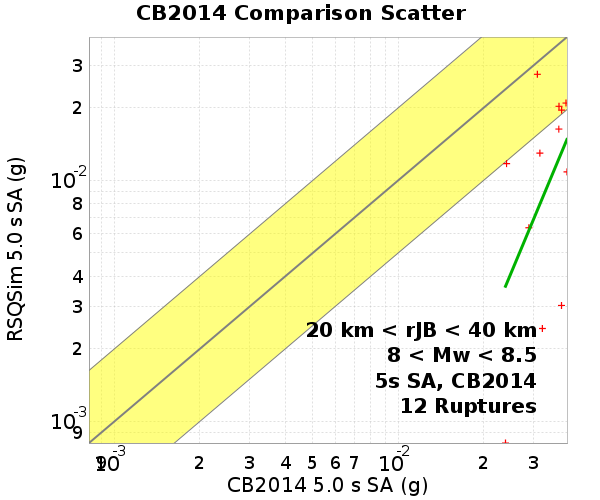 CB2014 Comparison Scatter
RSQSim 5.0 s SA (g)
3
2
10-2
8
6
4
3
2
10-3
9
20 km < rJB < 40 km
8 < Mw < 8.5
5s SA, CB2014
12 Ruptures
9 10-3 2 3 4 5 6 7 10-2 2 3
CB2014 5.0 s SA (g)